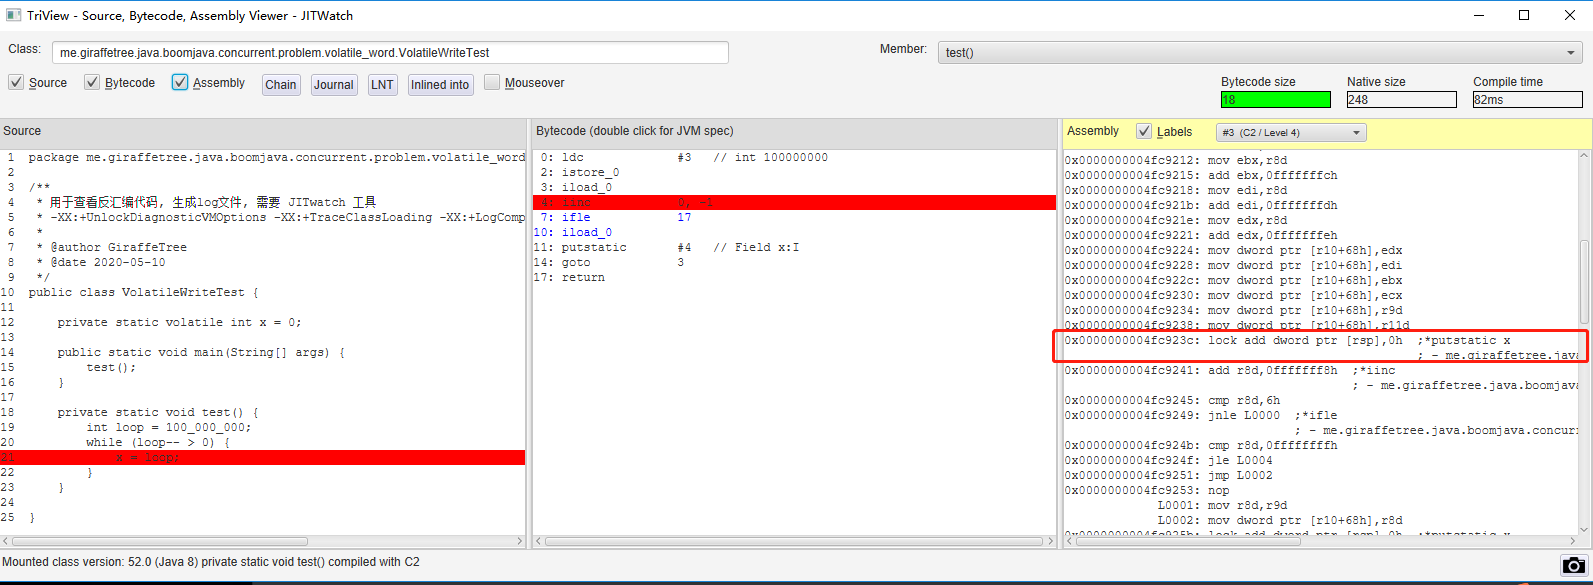 TriView - Source, Bytecode, Assembly Viewer - JITWatch
Class: me.giraffetree.java.boomjava.concurrent.problem.volatile_word.VolatileWriteTest Member: test()
Source Bytecode Assembly Chain Journal LNT Inlined into Mouseover
Bytecode size Native size Compile time
18 248 82ms
Source
1 package me.giraffetree.java.boomjava.concurrent.problem.volatile_word
2
3 /**
4 * 用于查看反汇编代码, 生成log文件, 需要 JITwatch 工具
5 * -XX:+UnlockDiagnosticVMOptions -XX:+TraceClassLoading -XX:+LogComp
6 *
7 * @author GiraffeTree
8 * @date 2020-05-10
9 */
10 public class VolatileWriteTest {
11
12 private static volatile int x = 0;
13
14 public static void main(String[] args) {
15 test();
16 }
17
18 private static void test() {
19 int loop = 100_000_000;
20 while (loop-- > 0) {
21 x = loop;
22 }
23 }
24
25 }
Bytecode (double click for JVM spec)
0: ldc #3 // int 100000000
2: istore_0
3: iload_0
4: iinc 0, -1
7: ifle 17
10: iload_0
11: putstatic #4 // Field x:I
14: goto 3
17: return
Assembly Labels #3 (C2 / Level 4)
0x0000000004fc9212: mov ebx,r8d
0x0000000004fc9215: add ebx,0fffffffch
0x0000000004fc9218: mov edi,r8d
0x0000000004fc921b: add edi,0fffffffdh
0x0000000004fc921e: mov edx,r8d
0x0000000004fc9221: add edx,0fffffffeh
0x0000000004fc9224: mov dword ptr [r10+68h],edx
0x0000000004fc9228: mov dword ptr [r10+68h],edi
0x0000000004fc922c: mov dword ptr [r10+68h],ebx
0x0000000004fc9230: mov dword ptr [r10+68h],ecx
0x0000000004fc9234: mov dword ptr [r10+68h],r9d
0x0000000004fc9238: mov dword ptr [r10+68h],r11d
0x0000000004fc923c: lock add dword ptr [rsp],0h ;*putstatic x
; - me.giraffetree.java
0x0000000004fc9241: add r8d,0fffffff8h ;*iinc
; - me.giraffetree.java.boomjava
0x0000000004fc9245: cmp r8d,6h
0x0000000004fc9249: jnle L0000 ;*ifle
; - me.giraffetree.java.boomjava.concurr
0x0000000004fc924b: cmp r8d,0ffffffffh
0x0000000004fc924f: jle L0004
0x0000000004fc9251: jmp L0002
0x0000000004fc9253: nop
L0001: mov r8d,r9d
L0002: mov dword ptr [r10+68h],r8d
0x0000000004fc925b: lock add dword ptr [rsp],0h ;*putstatic x
Mounted class version: 52.0 (Java 8) private static void test() compiled with C2